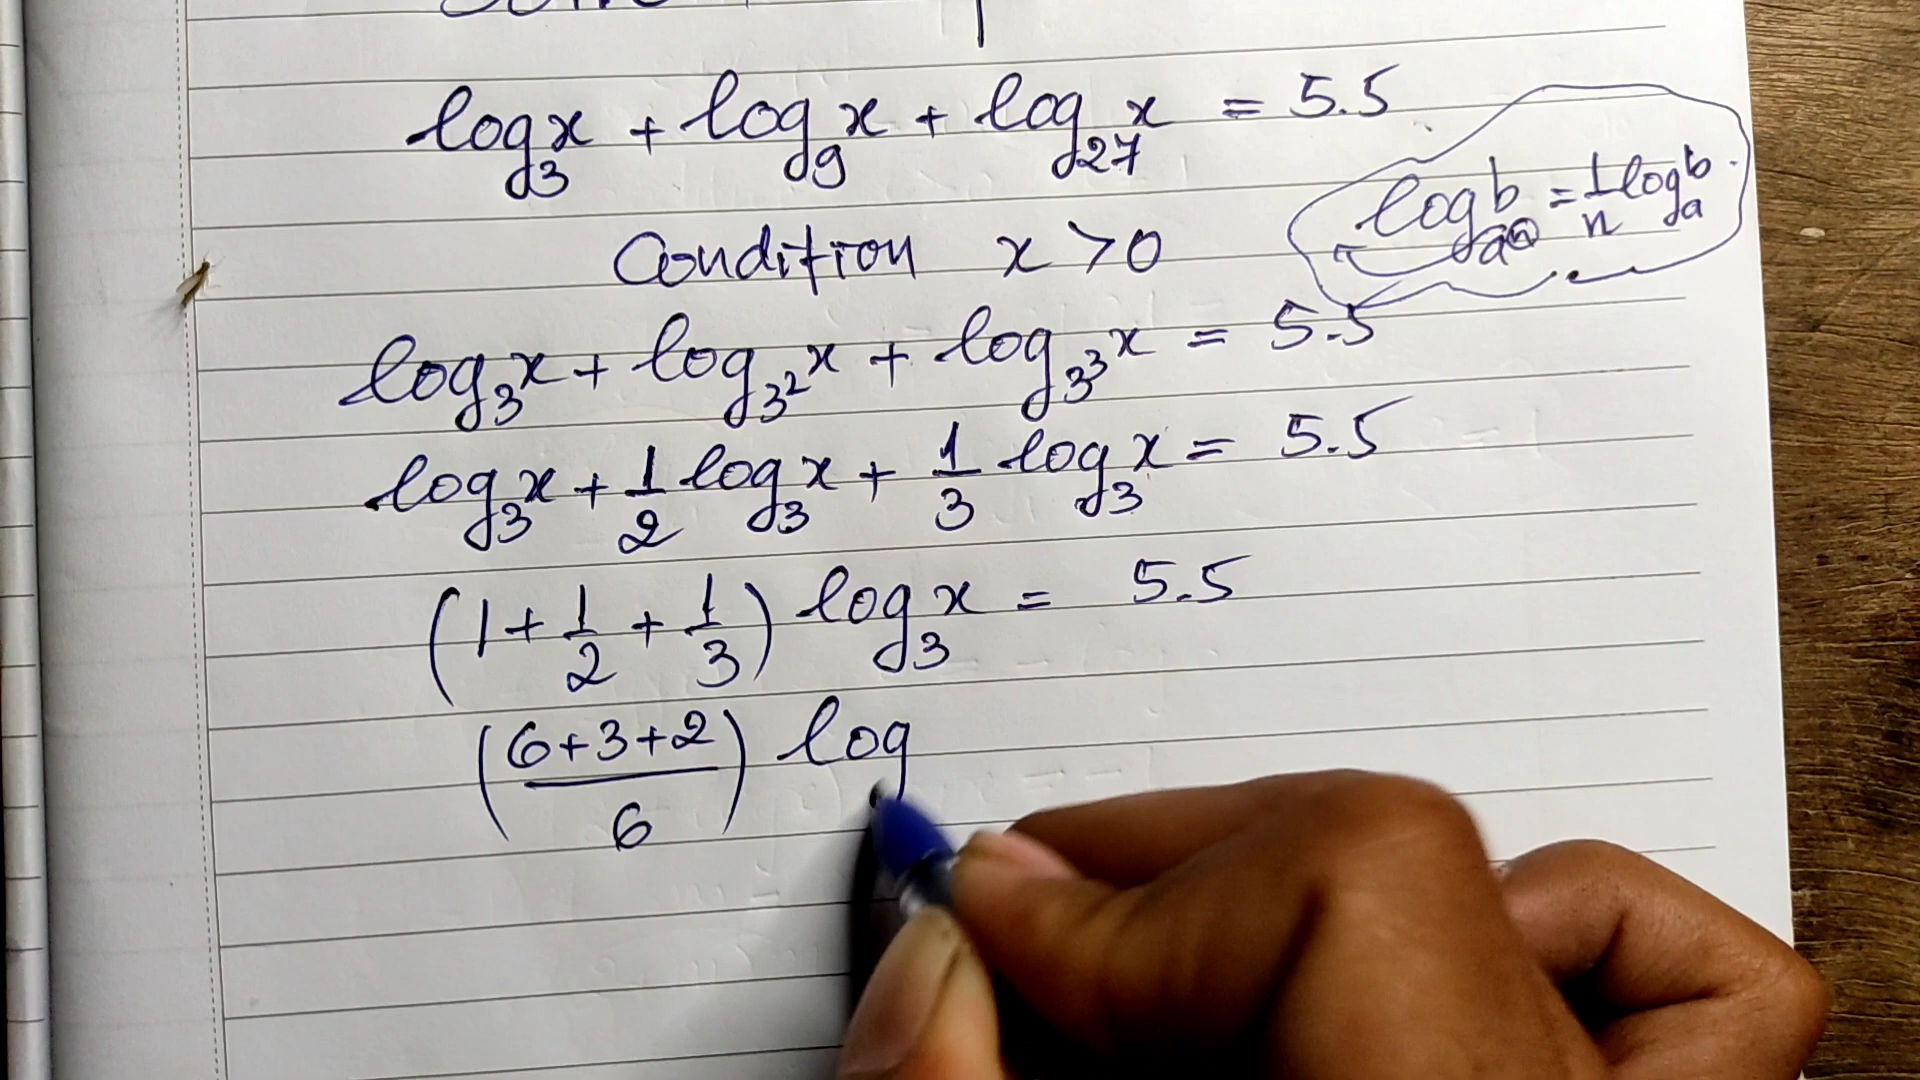 log₃x + log₉x + log₂₇x = 5.5
log_{aⁿ} b = 1/n log_a b
Condition x > 0
log₃x + log_{3²}x + log_{3³}x = 5.5
log₃x + 1/2 log₃x + 1/3 log₃x = 5.5
(1 + 1/2 + 1/3) log₃x = 5.5
((6+3+2)/6) log